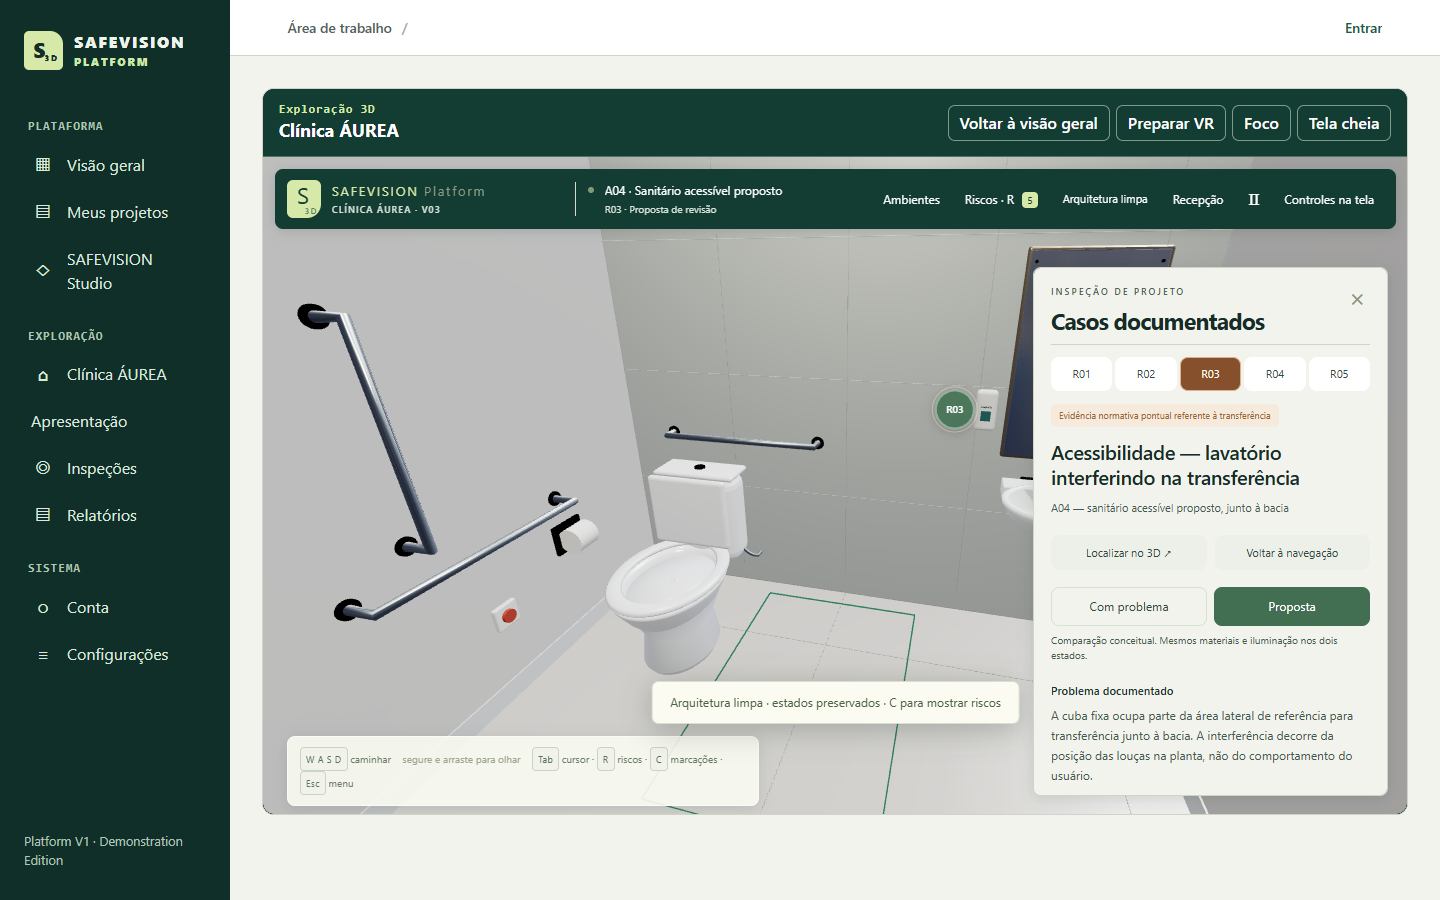 S 3D
SAFEVISION
PLATFORM
PLATAFORMA
Visão geral
Meus projetos
SAFEVISION
Studio
EXPLORAÇÃO
Clínica ÁUREA
Apresentação
Inspeções
Relatórios
SISTEMA
Conta
Configurações
Platform V1 · Demonstration
Edition
Área de trabalho /
Entrar
Exploração 3D
Clínica ÁUREA
Voltar à visão geral
Preparar VR
Foco
Tela cheia
S 3D
SAFEVISION Platform
CLÍNICA ÁUREA · V03
A04 · Sanitário acessível proposto
R03 · Proposta de revisão
Ambientes
Riscos · R 5
Arquitetura limpa
Recepção
Controles na tela
R03
INSPEÇÃO DE PROJETO
Casos documentados
R01
R02
R03
R04
R05
Evidência normativa pontual referente à transferência
Acessibilidade — lavatório
interferindo na transferência
A04 — sanitário acessível proposto, junto à bacia
Localizar no 3D ↗
Voltar à navegação
Com problema
Proposta
Comparação conceitual. Mesmos materiais e iluminação nos dois
estados.
Problema documentado
A cuba fixa ocupa parte da área lateral de referência para
transferência junto à bacia. A interferência decorre da
posição das louças na planta, não do comportamento do
usuário.
Arquitetura limpa · estados preservados · C para mostrar riscos
W A S D caminhar segure e arraste para olhar Tab cursor · R riscos · C marcações ·
Esc menu